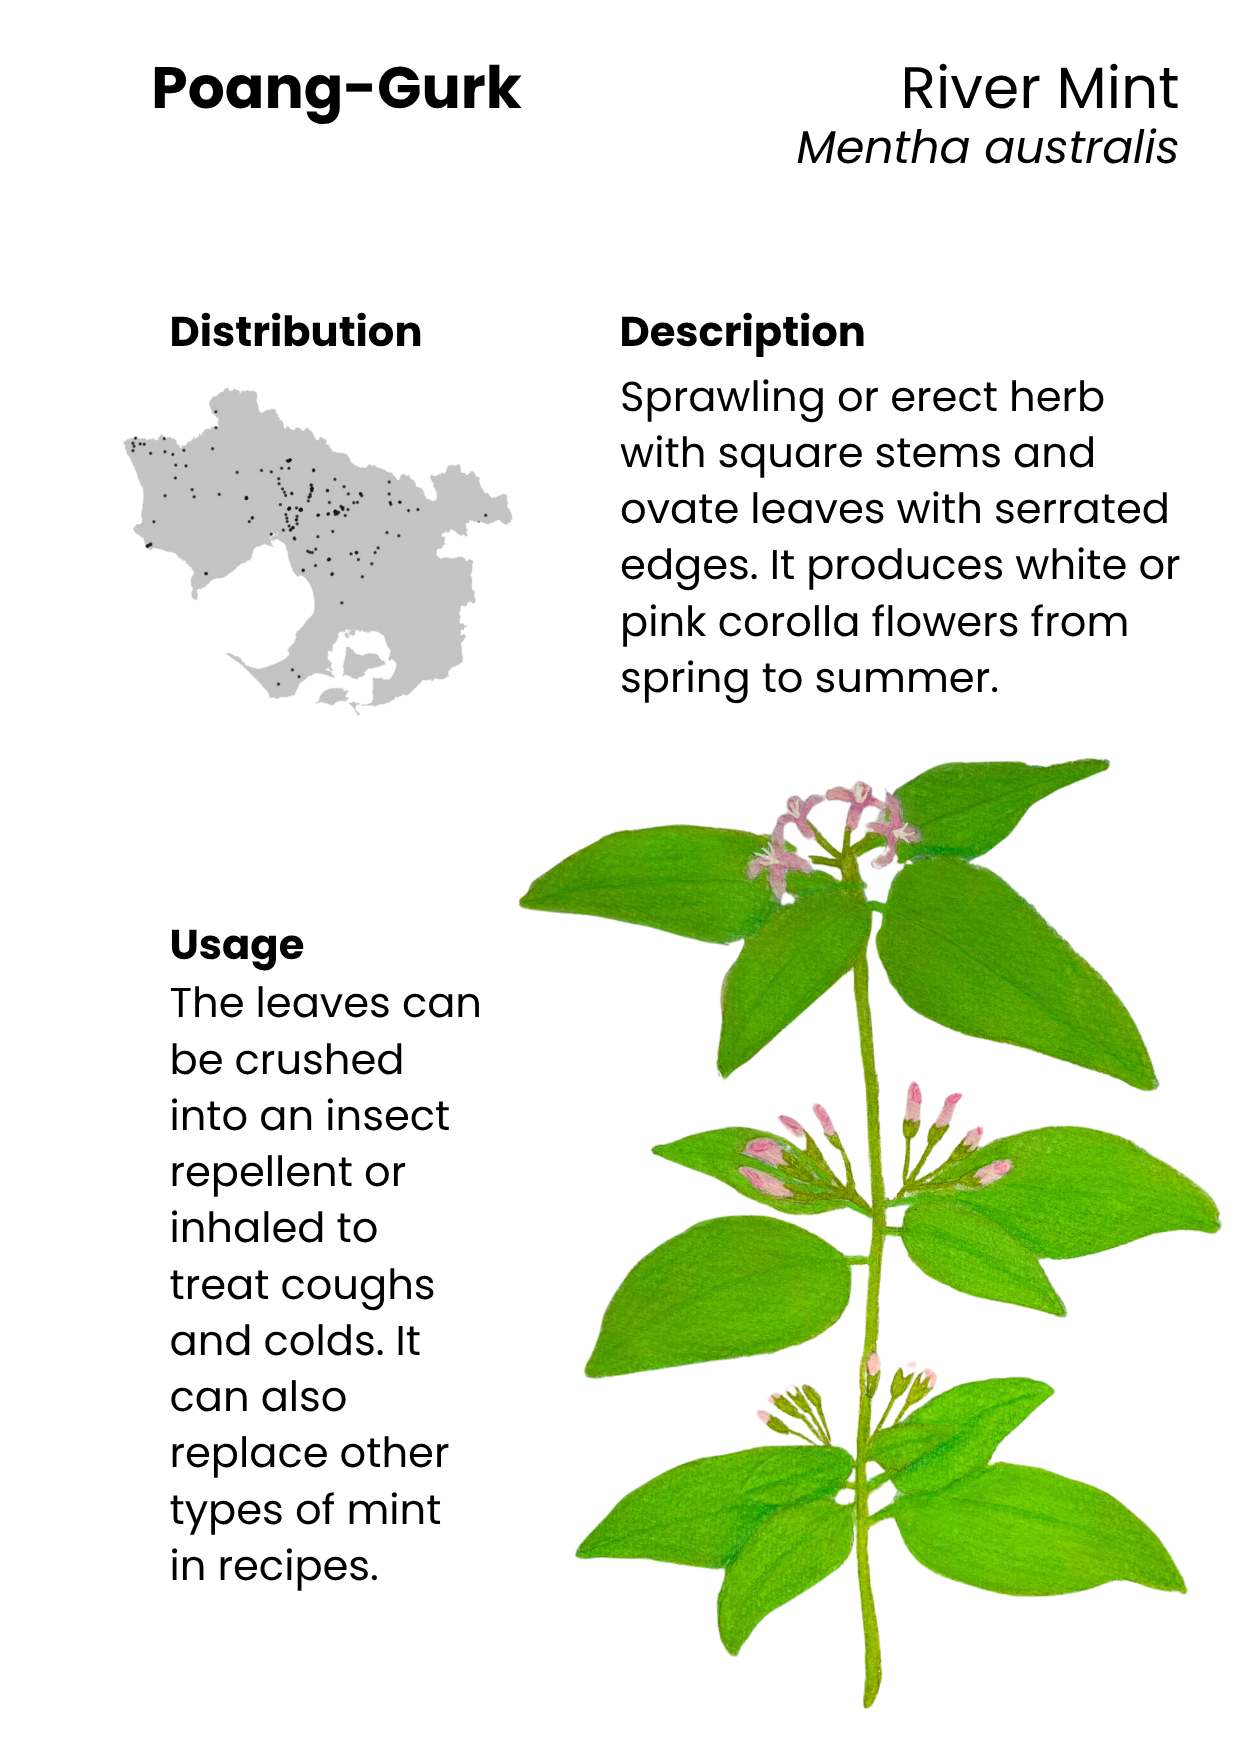 Poang-Gurk
River Mint
Mentha australis
Distribution
Description
Sprawling or erect herb
with square stems and
ovate leaves with serrated
edges. It produces white or
pink corolla flowers from
spring to summer.
Usage
The leaves can
be crushed
into an insect
repellent or
inhaled to
treat coughs
and colds. It
can also
replace other
types of mint
in recipes.